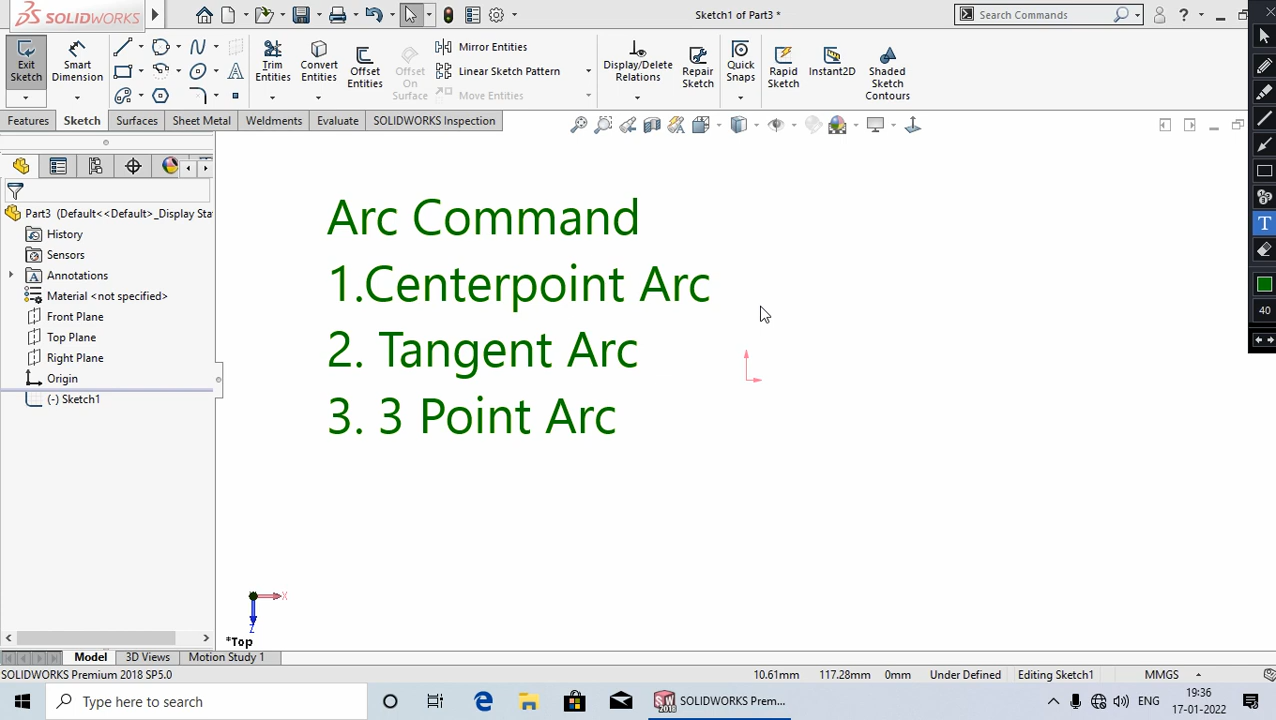 SOLIDWORKS
Sketch1 of Part3 *
Search Commands
Exit Sketch
Smart Dimension
Trim Entities
Convert Entities
Offset Entities
Offset On Surface
Mirror Entities
Linear Sketch Pattern
Move Entities
Display/Delete Relations
Repair Sketch
Quick Snaps
Rapid Sketch
Instant2D
Shaded Sketch Contours
Features
Sketch
Surfaces
Sheet Metal
Weldments
Evaluate
SOLIDWORKS Inspection
Part3 (Default<<Default>_Display Sta
History
Sensors
Annotations
Material <not specified>
Front Plane
Top Plane
Right Plane
Origin
(-) Sketch1
Arc Command
1.Centerpoint Arc
2. Tangent Arc
3. 3 Point Arc
T
40
X
Z
*Top
Model
3D Views
Motion Study 1
SOLIDWORKS Premium 2018 SP5.0
10.61mm
117.28mm
0mm
Under Defined
Editing Sketch1
MMGS
Type here to search
SOLIDWORKS Prem...
ENG
19:36
17-01-2022